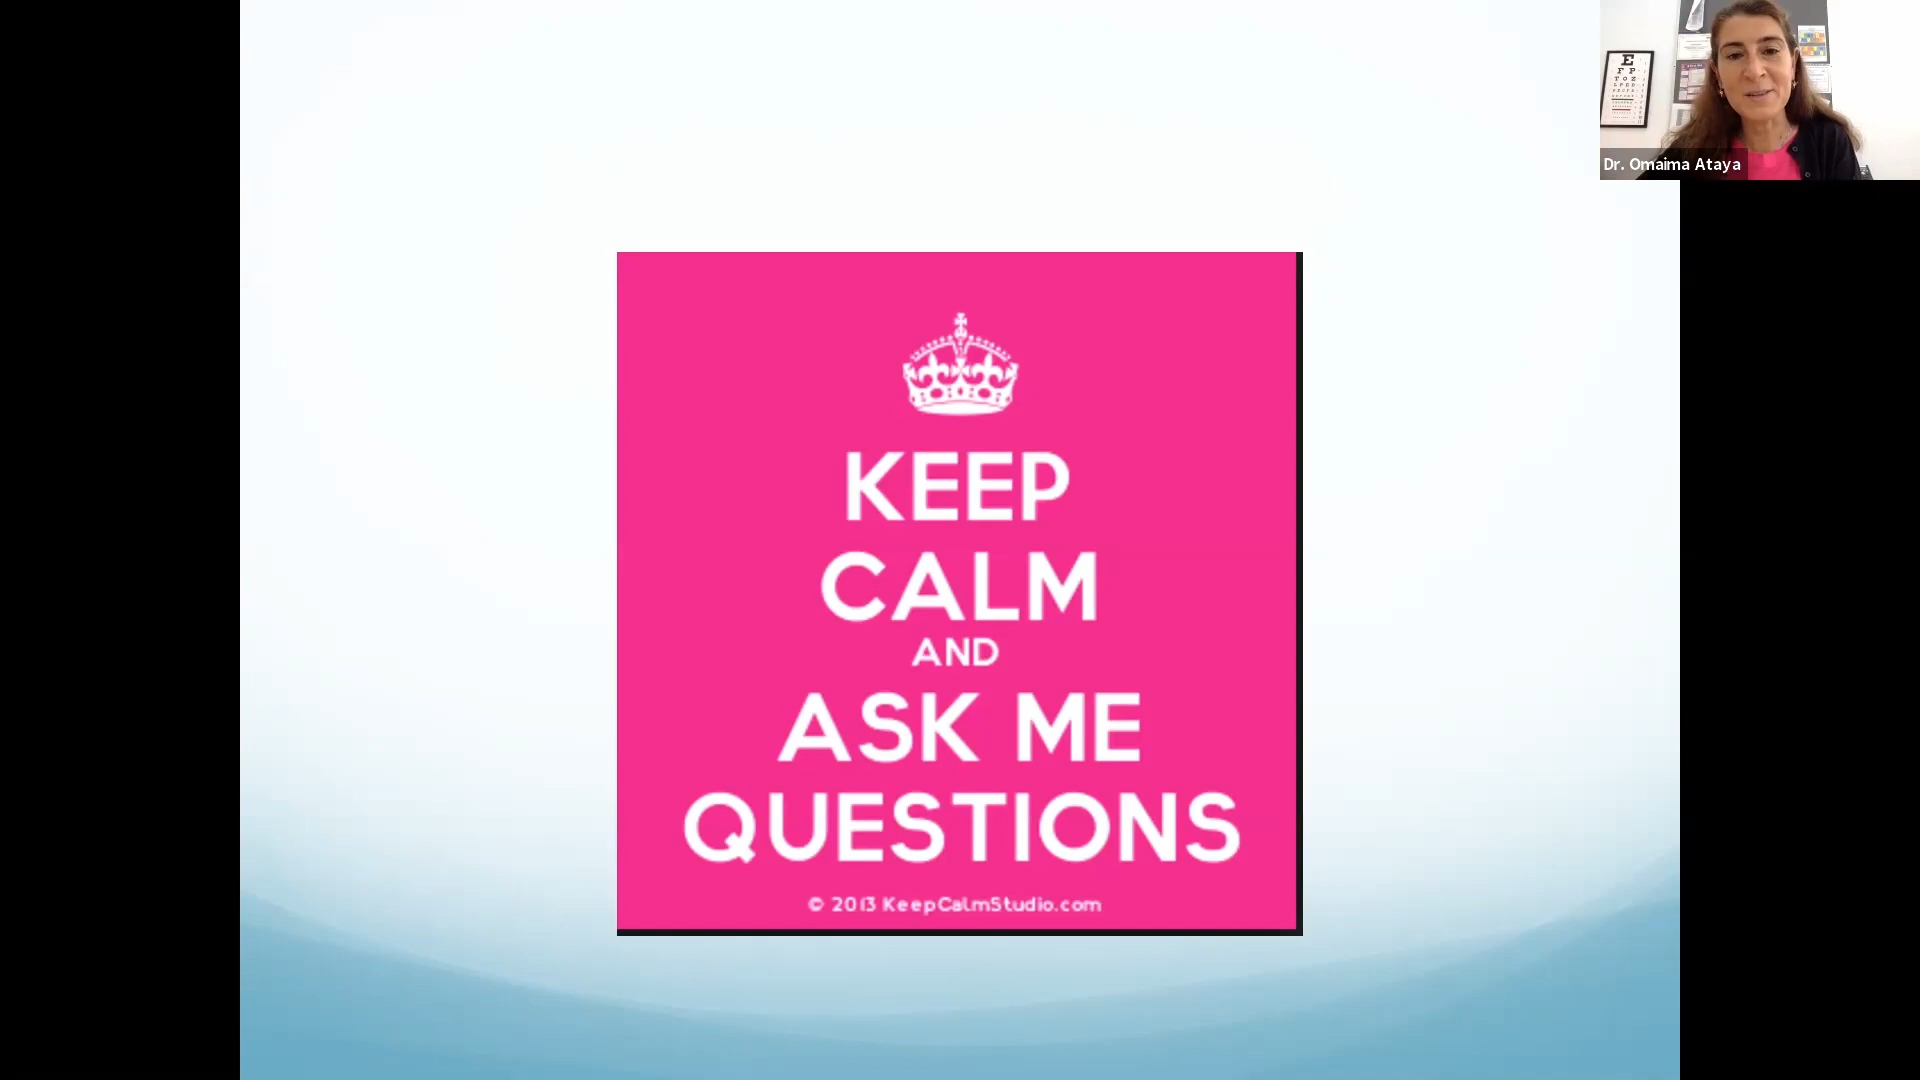 KEEP
CALM
AND
ASK ME
QUESTIONS
© 2013 KeepCalmStudio.com
E
F P
T O Z
L P E D
Dr. Omaima Ataya